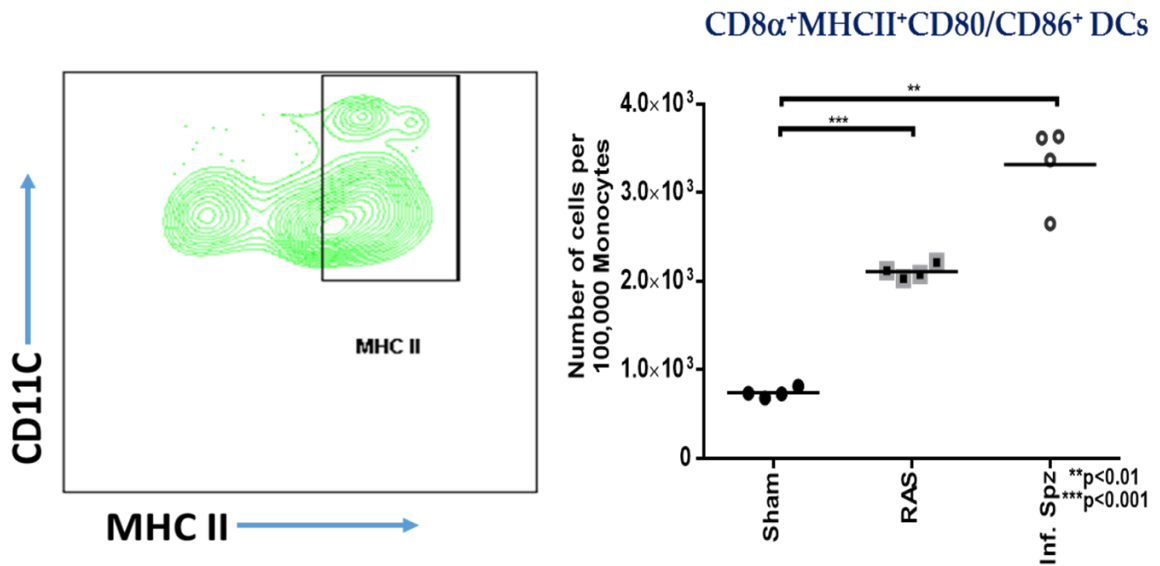 CD11C
MHC II
MHC II
CD8α⁺MHCII⁺CD80/CD86⁺ DCs
Number of cells per
100,000 Monocytes
4.0×10³
3.0×10³
2.0×10³
1.0×10³
0
**
***
Sham
RAS
Inf. Spz
**p<0.01
***p<0.001